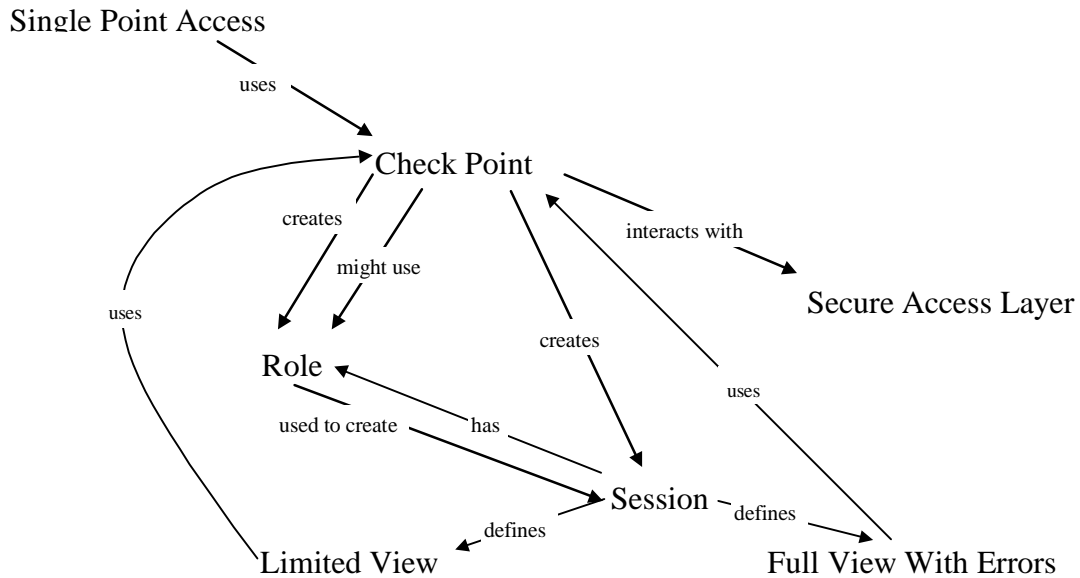 Single Point Access
uses
Check Point
creates
interacts with
might use
Secure Access Layer
uses
creates
Role
uses
used to create
has
Session
defines
defines
Limited View
Full View With Errors